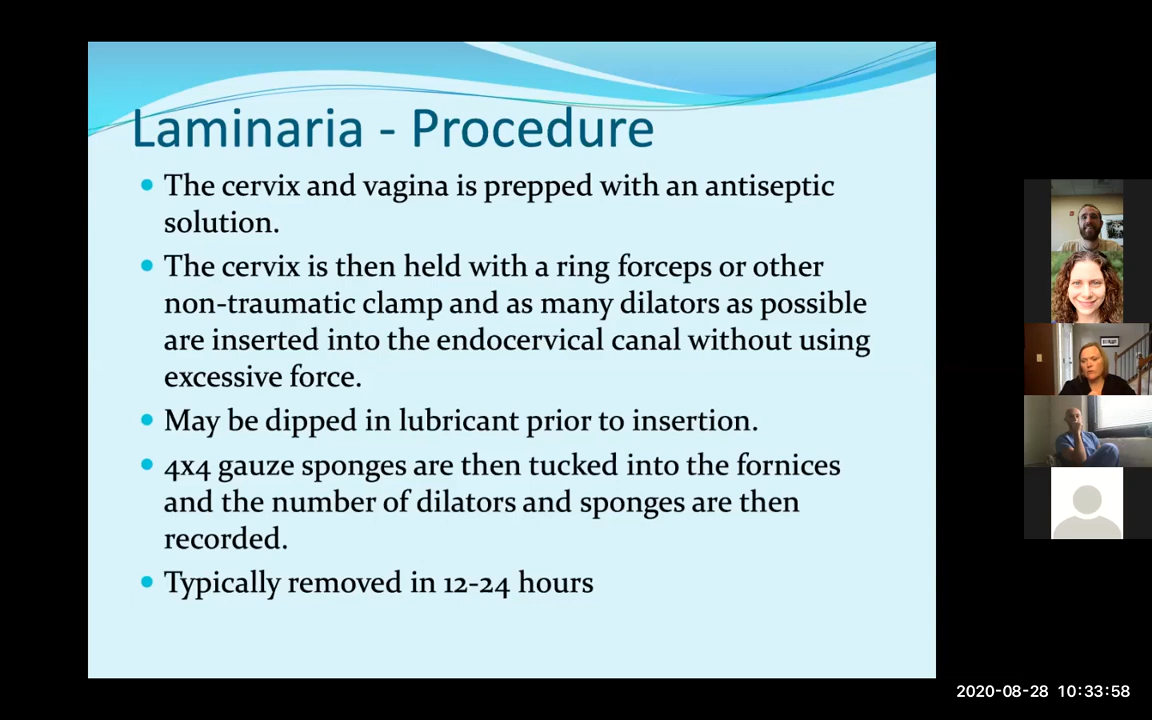 Laminaria - Procedure
The cervix and vagina is prepped with an antiseptic
solution.
The cervix is then held with a ring forceps or other
non-traumatic clamp and as many dilators as possible
are inserted into the endocervical canal without using
excessive force.
May be dipped in lubricant prior to insertion.
4x4 gauze sponges are then tucked into the fornices
and the number of dilators and sponges are then
recorded.
Typically removed in 12-24 hours
2020-08-28 10:33:58